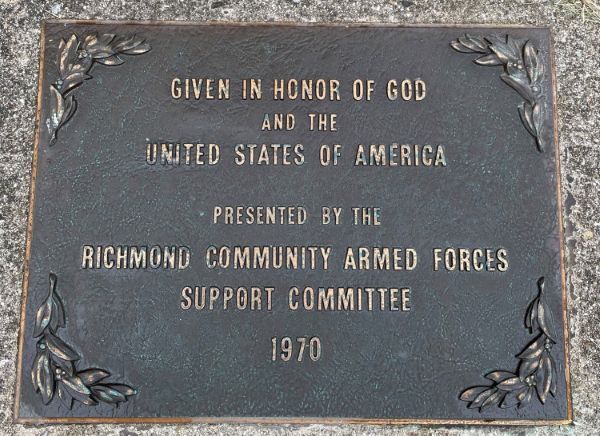 GIVEN IN HONOR OF GOD
AND THE
UNITED STATES OF AMERICA
PRESENTED BY THE
RICHMOND COMMUNITY ARMED FORCES
SUPPORT COMMITTEE
1970